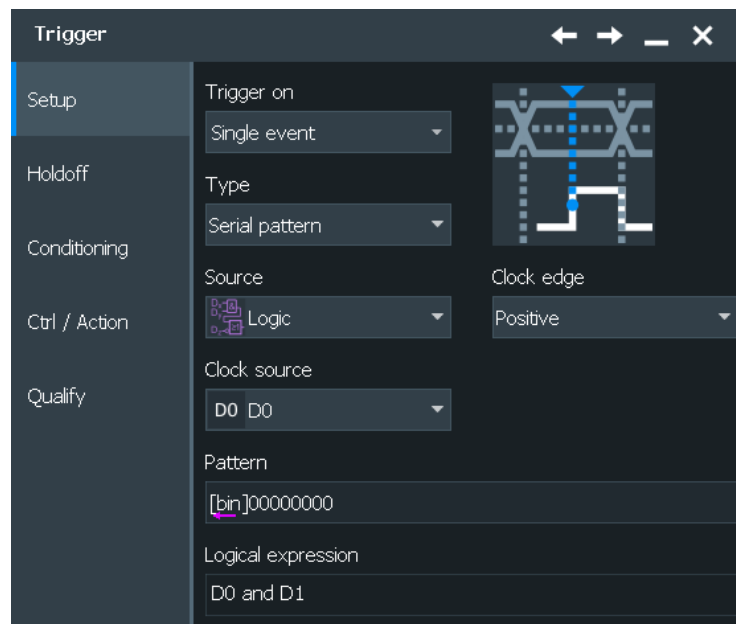 Trigger
Setup
Holdoff
Conditioning
Ctrl / Action
Qualify
Trigger on
Single event
Type
Serial pattern
Source
Logic
Clock edge
Positive
Clock source
D0 D0
Pattern
[bin]00000000
Logical expression
D0 and D1